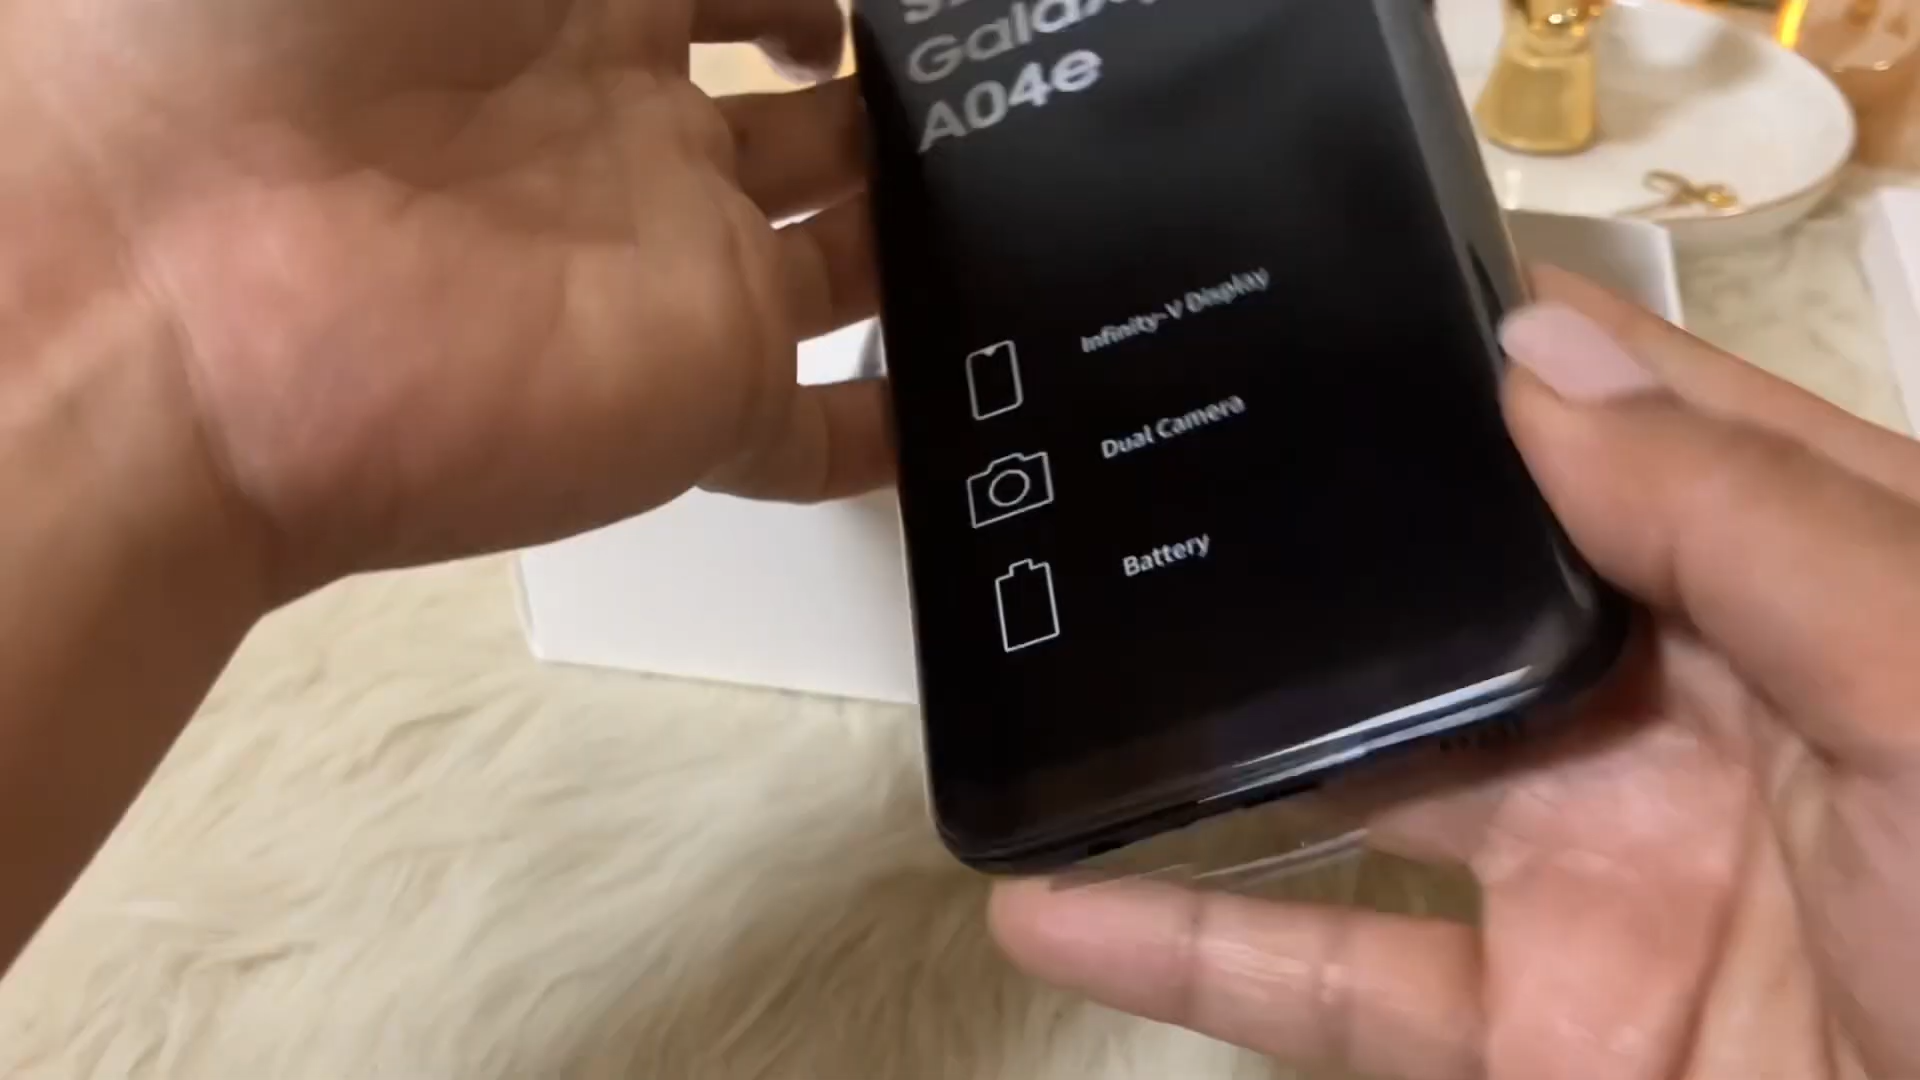 Galaxy
A04e
Infinity-V Display
Dual Camera
Battery